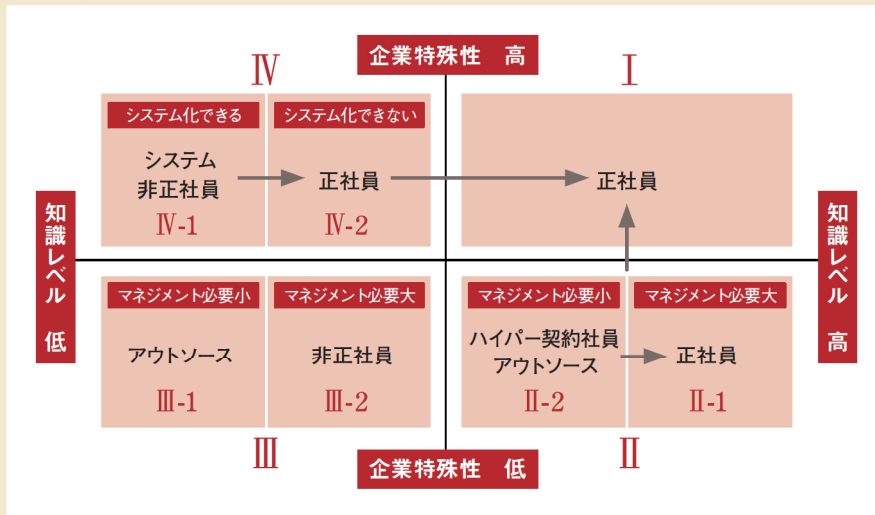 企業特殊性　高
Ⅳ
Ⅰ
システム化できる
システム化できない
システム
非正社員
Ⅳ-1
正社員
Ⅳ-2
正社員
知識レベル　低
知識レベル　高
マネジメント必要小
マネジメント必要大
マネジメント必要小
マネジメント必要大
アウトソース
Ⅲ-1
非正社員
Ⅲ-2
ハイパー契約社員
アウトソース
Ⅱ-2
正社員
Ⅱ-1
Ⅲ
Ⅱ
企業特殊性　低